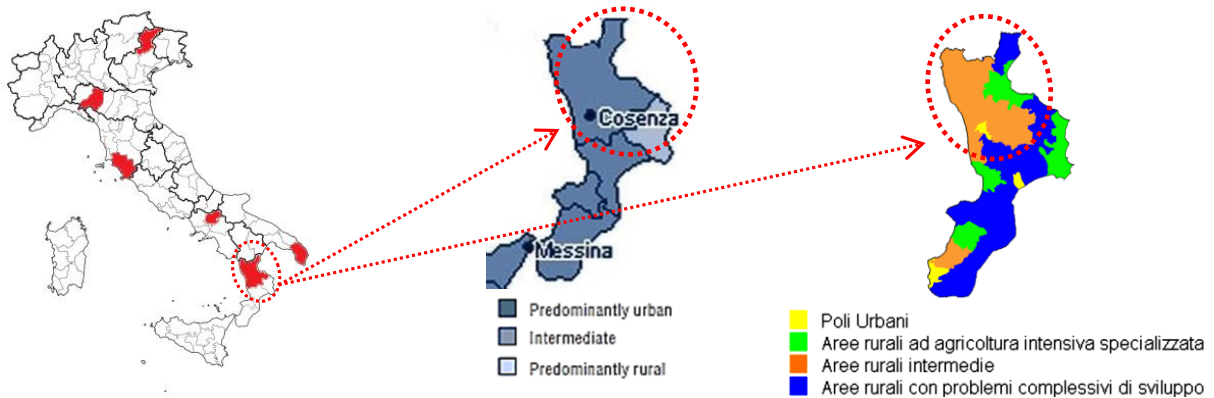 Cosenza
Messina
Predominantly urban
Intermediate
Predominantly rural
Poli Urbani
Aree rurali ad agricoltura intensiva specializzata
Aree rurali intermedie
Aree rurali con problemi complessivi di sviluppo